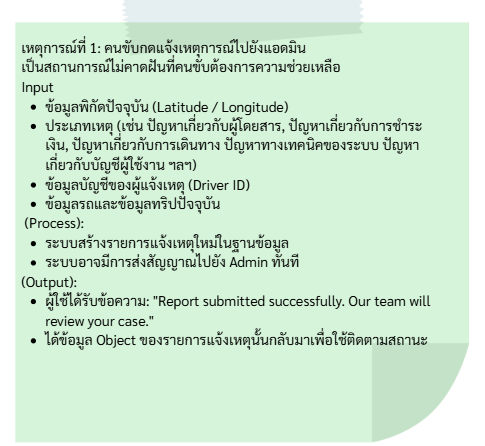 เหตุการณ์ที่ 1: คนขับกดแจ้งเหตุการณ์ไปยังแอดมิน
เป็นสถานการณ์ไม่คาดฝันที่คนขับต้องการความช่วยเหลือ
Input
• ข้อมูลพิกัดปัจจุบัน (Latitude / Longitude)
• ประเภทเหตุ (เช่น ปัญหาเกี่ยวกับผู้โดยสาร, ปัญหาเกี่ยวกับการชำระ
เงิน, ปัญหาเกี่ยวกับการเดินทาง ปัญหาทางเทคนิคของระบบ ปัญหา
เกี่ยวกับบัญชีผู้ใช้งาน ฯลฯ)
• ข้อมูลบัญชีของผู้แจ้งเหตุ (Driver ID)
• ข้อมูลรถและข้อมูลทริปปัจจุบัน
(Process):
• ระบบสร้างรายการแจ้งเหตุใหม่ในฐานข้อมูล
• ระบบอาจมีการส่งสัญญาณไปยัง Admin ทันที
(Output):
• ผู้ใช้ได้รับข้อความ: "Report submitted successfully. Our team will
review your case."
• ได้ข้อมูล Object ของรายการแจ้งเหตุนั้นกลับมาเพื่อใช้ติดตามสถานะ